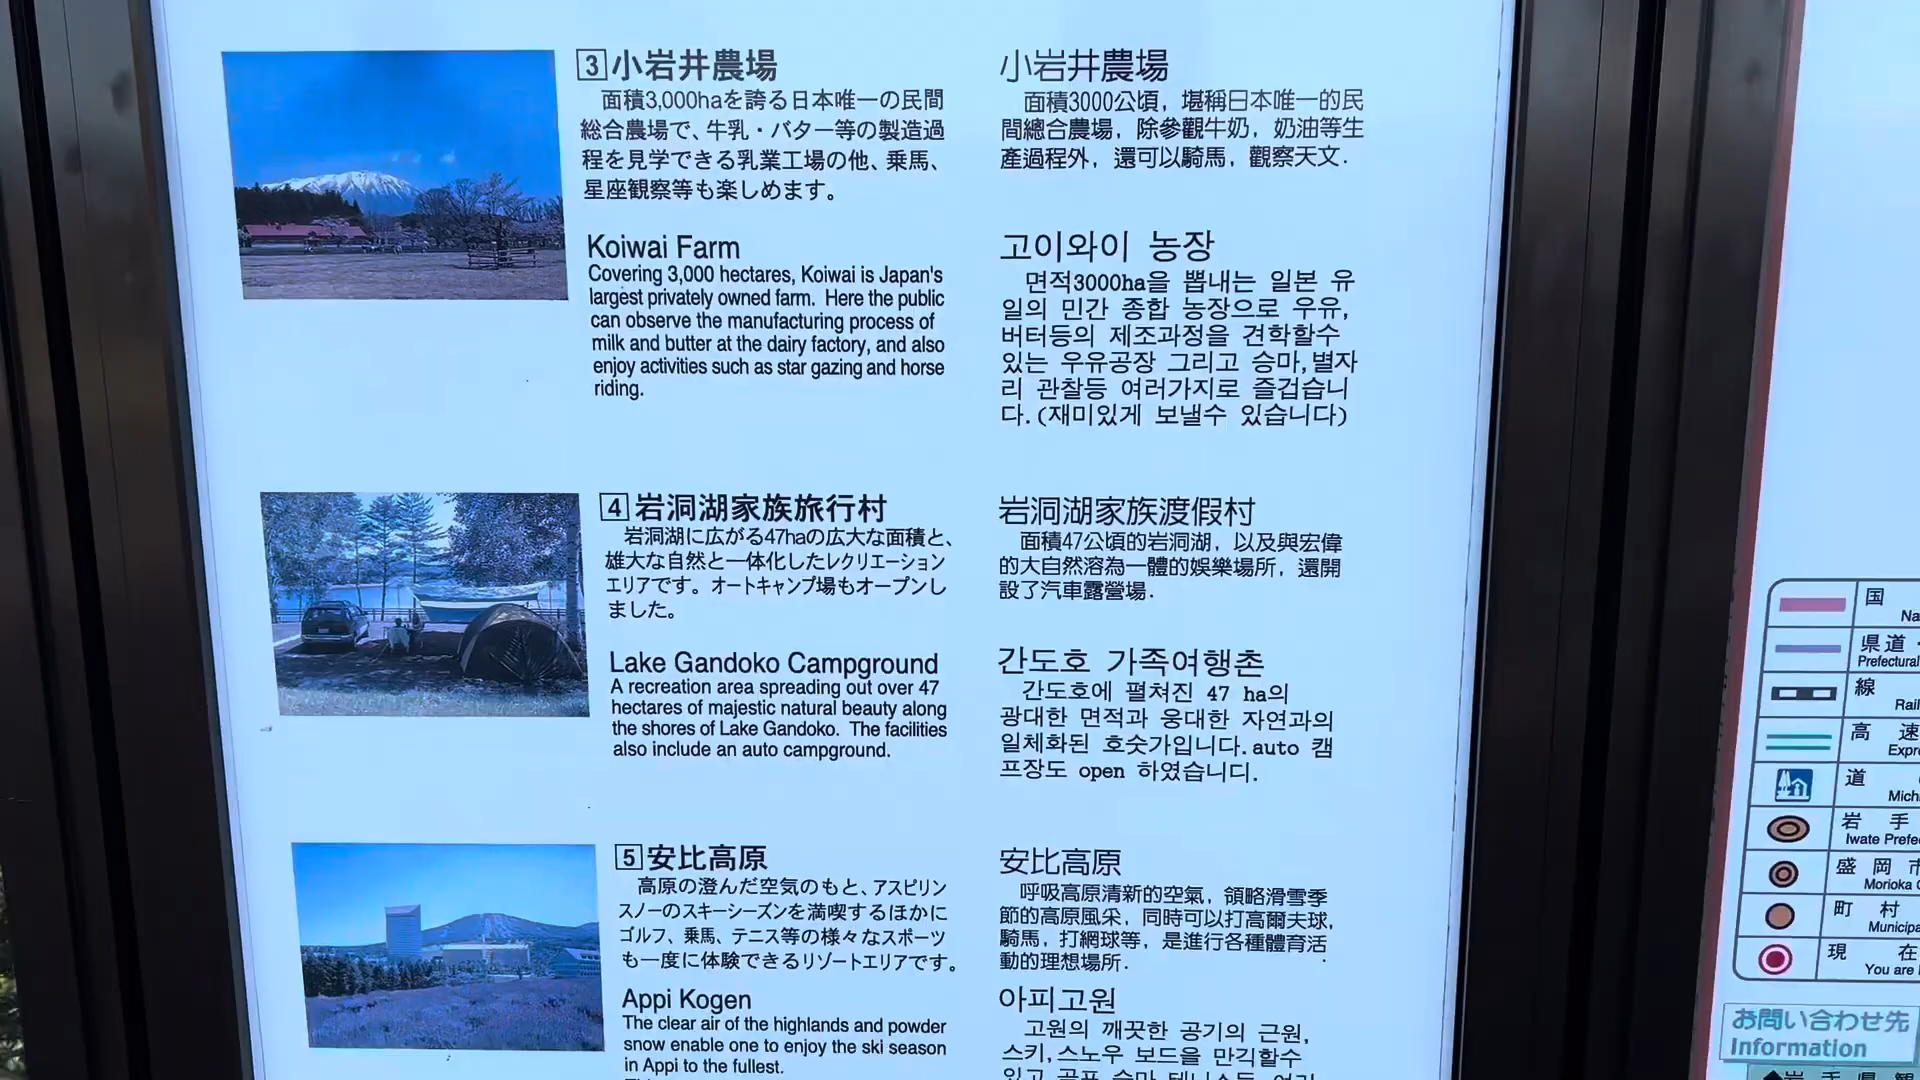 3 小岩井農場
面積3,000haを誇る日本唯一の民間
総合農場で、牛乳・バター等の製造過
程を見学できる乳業工場の他、乗馬、
星座観察等も楽しめます。
Koiwai Farm
Covering 3,000 hectares, Koiwai is Japan's
largest privately owned farm. Here the public
can observe the manufacturing process of
milk and butter at the dairy factory, and also
enjoy activities such as star gazing and horse
riding.
小岩井農場
面積3000公頃，堪稱日本唯一的民
間總合農場，除參觀牛奶，奶油等生
產過程外，還可以騎馬，觀察天文.
고이와이 농장
면적3000ha을 뽑내는 일본 유
일의 민간 종합 농장으로 우유,
버터등의 제조과정을 견학할수
있는 우유공장 그리고 승마,별자
리 관찰등 여러가지로 즐겁습니
다.(재미있게 보낼수 있습니다)
4 岩洞湖家族旅行村
岩洞湖に広がる47haの広大な面積と、
雄大な自然と一体化したレクリエーション
エリアです。オートキャンプ場もオープンし
ました。
Lake Gandoko Campground
A recreation area spreading out over 47
hectares of majestic natural beauty along
the shores of Lake Gandoko. The facilities
also include an auto campground.
岩洞湖家族渡假村
面積47公頃的岩洞湖，以及與宏偉
的大自然溶為一體的娛樂場所，還開
設了汽車露營場.
간도호 가족여행촌
간도호에 펼쳐진 47 ha의
광대한 면적과 웅대한 자연과의
일체화된 호숫가입니다.auto 캠
프장도 open 하였습니디.
5 安比高原
高原の澄んだ空気のもと、アスピリン
スノーのスキーシーズンを満喫するほかに
ゴルフ、乗馬、テニス等の様々なスポーツ
も一度に体験できるリゾートエリアです。
Appi Kogen
The clear air of the highlands and powder
snow enable one to enjoy the ski season
in Appi to the fullest.
安比高原
呼吸高原清新的空氣，領略滑雪季
節的高原風采，同時可以打高爾夫球，
騎馬，打網球等，是進行各種體育活
動的理想場所.
아피고원
고원의 깨끗한 공기의 근원,
스키,스노우 보드을 만긱할수
国
Na
県道
Prefectural
線
Rail
高 速
Expre
道
Mich
岩 手
Iwate Prefe
盛 岡 市
Morioka
町 村
Municipa
現 在
You are
お問い合わせ先
Information